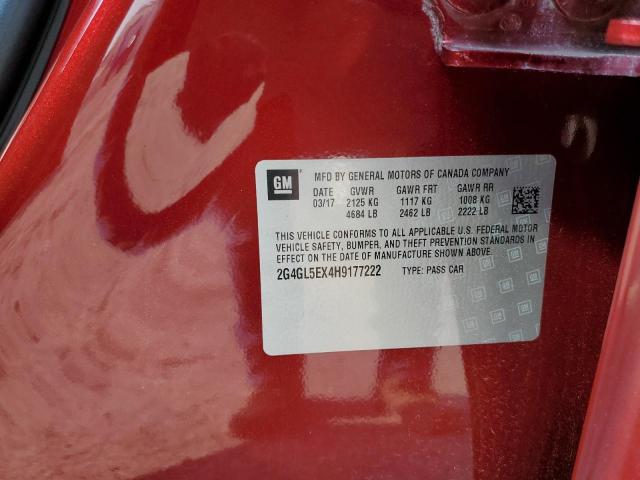 GM
MFD BY GENERAL MOTORS OF CANADA COMPANY
DATE GVWR GAWR FRT GAWR RR
03/17 2125 KG 1117 KG 1008 KG
4684 LB 2462 LB 2222 LB
THIS VEHICLE CONFORMS TO ALL APPLICABLE U.S. FEDERAL MOTOR
VEHICLE SAFETY, BUMPER, AND THEFT PREVENTION STANDARDS IN
EFFECT ON THE DATE OF MANUFACTURE SHOWN ABOVE.
2G4GL5EX4H9177222 TYPE: PASS CAR